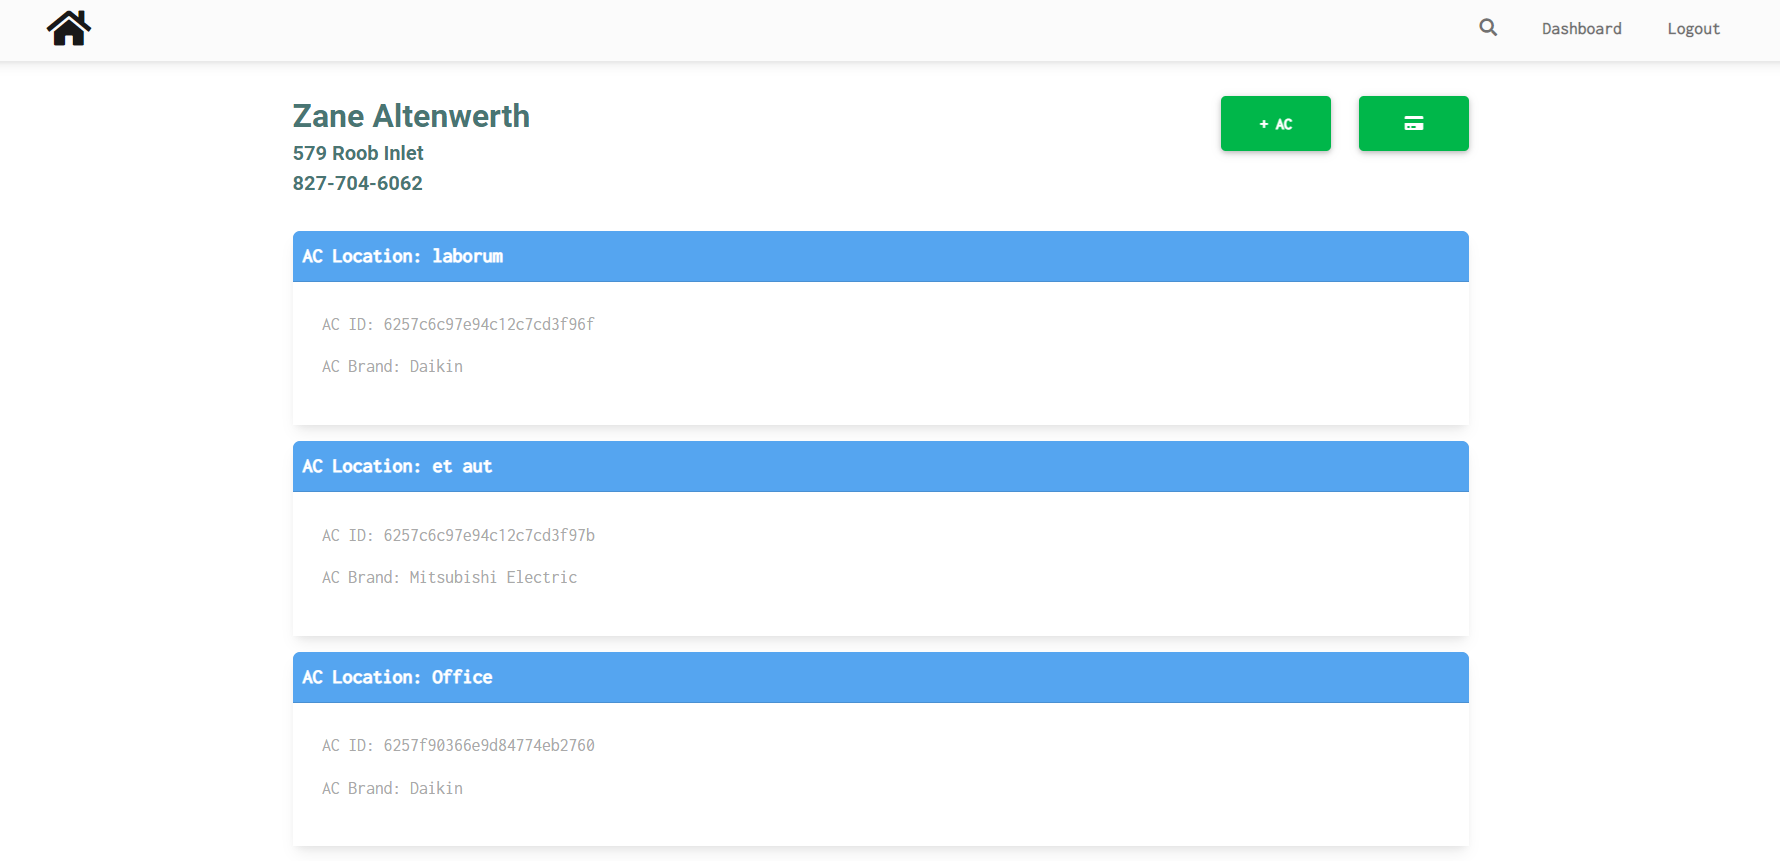 Dashboard Logout
Zane Altenwerth
+ AC
579 Roob Inlet
827-704-6062
AC Location: laborum
AC ID: 6257c6c97e94c12c7cd3f96f
AC Brand: Daikin
AC Location: et aut
AC ID: 6257c6c97e94c12c7cd3f97b
AC Brand: Mitsubishi Electric
AC Location: Office
AC ID: 6257f90366e9d84774eb2760
AC Brand: Daikin